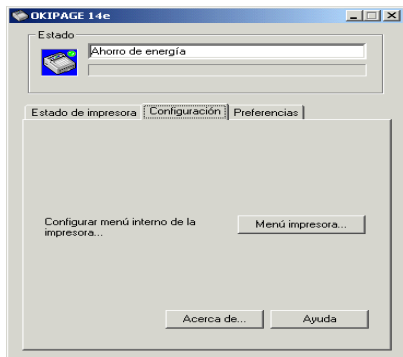 OKIPAGE 14e
Estado
Ahorro de energía
Estado de impresora Configuración Preferencias
Configurar menú interno de la
impresora...
Menú impresora...
Acerca de... Ayuda